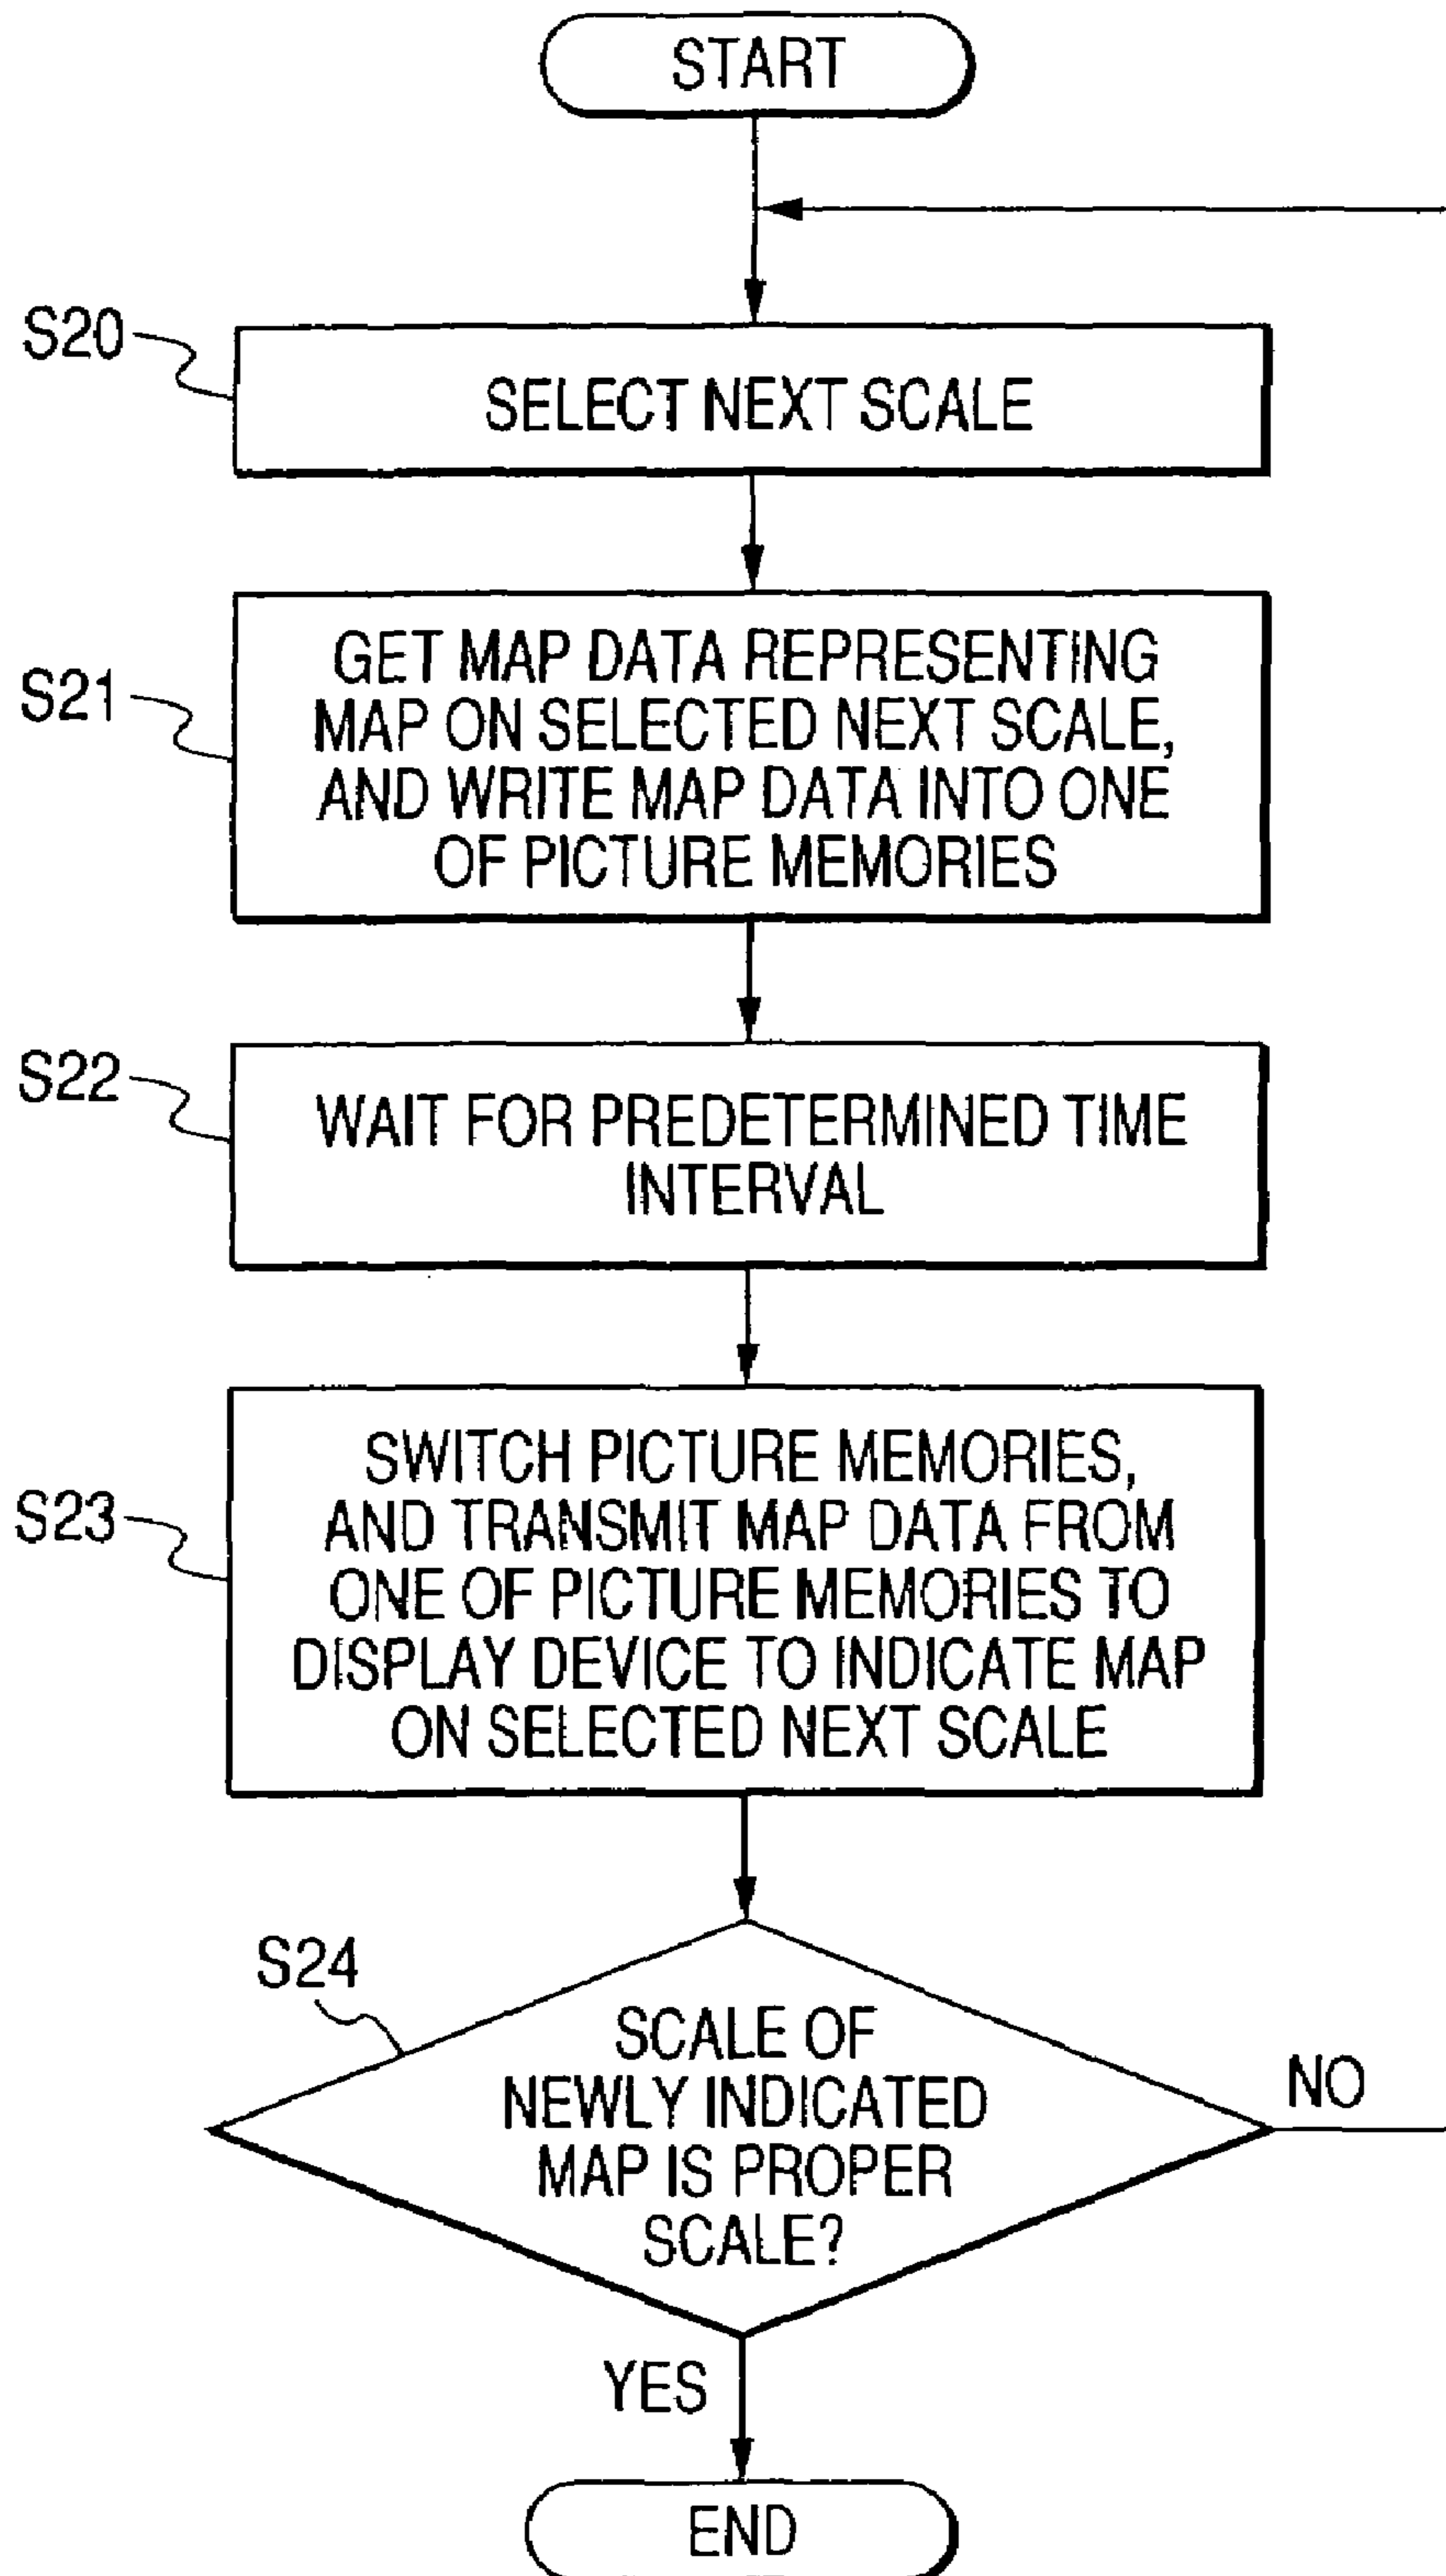 START
S20
SELECT NEXT SCALE
S21
GET MAP DATA REPRESENTING
MAP ON SELECTED NEXT SCALE,
AND WRITE MAP DATA INTO ONE
OF PICTURE MEMORIES
S22
WAIT FOR PREDETERMINED TIME
INTERVAL
S23
SWITCH PICTURE MEMORIES,
AND TRANSMIT MAP DATA FROM
ONE OF PICTURE MEMORIES TO
DISPLAY DEVICE TO INDICATE MAP
ON SELECTED NEXT SCALE
S24
SCALE OF
NEWLY INDICATED
MAP IS PROPER
SCALE?
NO
YES
END